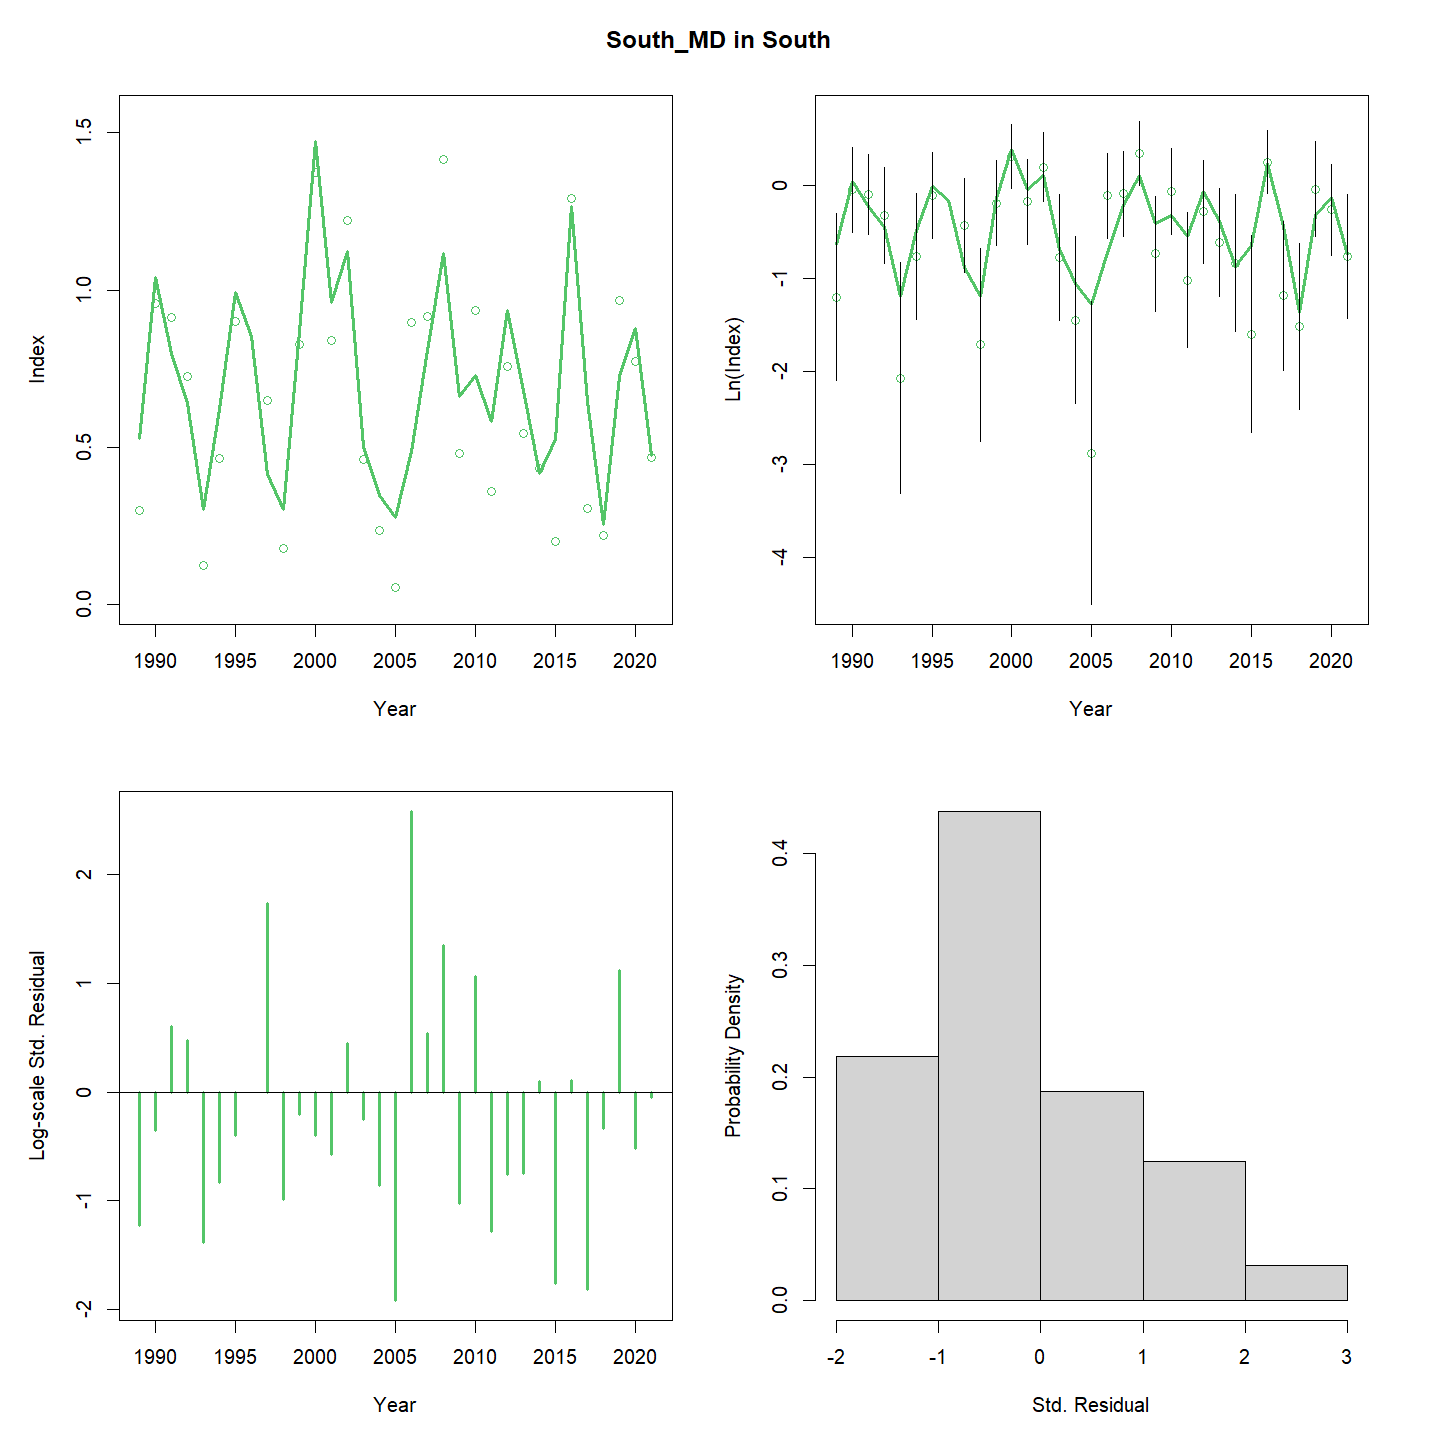 South_MD in South
Index
1.5
1.0
0.5
0.0
1990 1995 2000 2005 2010 2015 2020
Year
Ln(Index)
0
-1
-2
-3
-4
1990 1995 2000 2005 2010 2015 2020
Year
Log-scale Std. Residual
2
1
0
-1
-2
1990 1995 2000 2005 2010 2015 2020
Year
Probability Density
0.4
0.3
0.2
0.1
0.0
-2 -1 0 1 2 3
Std. Residual